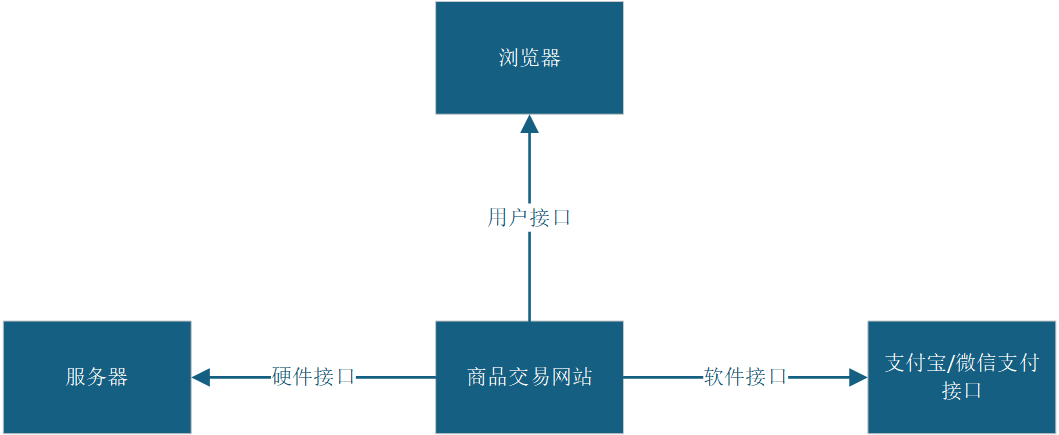 浏览器
用户接口
服务器
硬件接口
商品交易网站
软件接口
支付宝/微信支付
接口